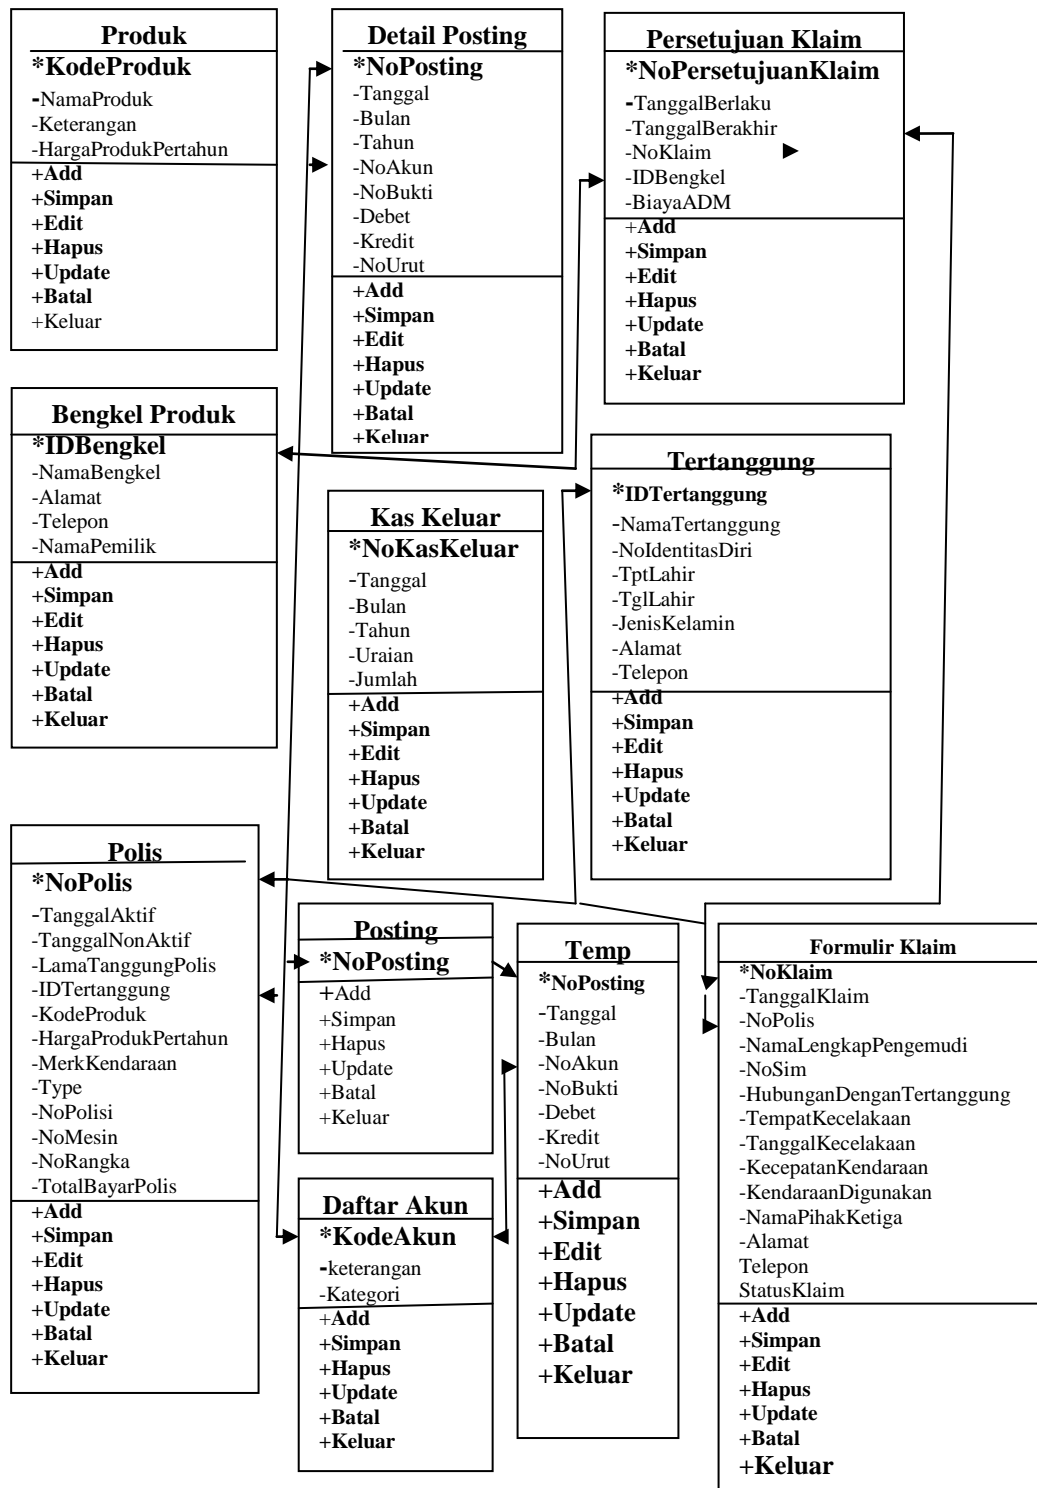 Produk
*KodeProduk
-NamaProduk
-Keterangan
-HargaProdukPertahun
+Add
+Simpan
+Edit
+Hapus
+Update
+Batal
+Keluar
Detail Posting
*NoPosting
-Tanggal
-Bulan
-Tahun
-NoAkun
-NoBukti
-Debet
-Kredit
-NoUrut
+Add
+Simpan
+Edit
+Hapus
+Update
+Batal
+Keluar
Persetujuan Klaim
*NoPersetujuanKlaim
-TanggalBerlaku
-TanggalBerakhir
-NoKlaim
-IDBengkel
-BiayaADM
+Add
+Simpan
+Edit
+Hapus
+Update
+Batal
+Keluar
Bengkel Produk
*IDBengkel
-NamaBengkel
-Alamat
-Telepon
-NamaPemilik
+Add
+Simpan
+Edit
+Hapus
+Update
+Batal
+Keluar
Kas Keluar
*NoKasKeluar
-Tanggal
-Bulan
-Tahun
-Uraian
-Jumlah
+Add
+Simpan
+Edit
+Hapus
+Update
+Batal
+Keluar
Tertanggung
*IDTertanggung
-NamaTertanggung
-NoIdentitasDiri
-TptLahir
-TglLahir
-JenisKelamin
-Alamat
-Telepon
+Add
+Simpan
+Edit
+Hapus
+Update
+Batal
+Keluar
Polis
*NoPolis
-TanggalAktif
-TanggalNonAktif
-LamaTanggungPolis
-IDTertanggung
-KodeProduk
-HargaProdukPertahun
-MerkKendaraan
-Type
-NoPolisi
-NoMesin
-NoRangka
-TotalBayarPolis
+Add
+Simpan
+Edit
+Hapus
+Update
+Batal
+Keluar
Posting
*NoPosting
+Add
+Simpan
+Hapus
+Update
+Batal
+Keluar
Daftar Akun
*KodeAkun
-keterangan
-Kategori
+Add
+Simpan
+Hapus
+Update
+Batal
+Keluar
Temp
*NoPosting
-Tanggal
-Bulan
-NoAkun
-NoBukti
-Debet
-Kredit
-NoUrut
+Add
+Simpan
+Edit
+Hapus
+Update
+Batal
+Keluar
Formulir Klaim
*NoKlaim
-TanggalKlaim
-NoPolis
-NamaLengkapPengemudi
-NoSim
-HubunganDenganTertanggung
-TempatKecelakaan
-TanggalKecelakaan
-KecepatanKendaraan
-KendaraanDigunakan
-NamaPihakKetiga
-Alamat
Telepon
StatusKlaim
+Add
+Simpan
+Edit
+Hapus
+Update
+Batal
+Keluar